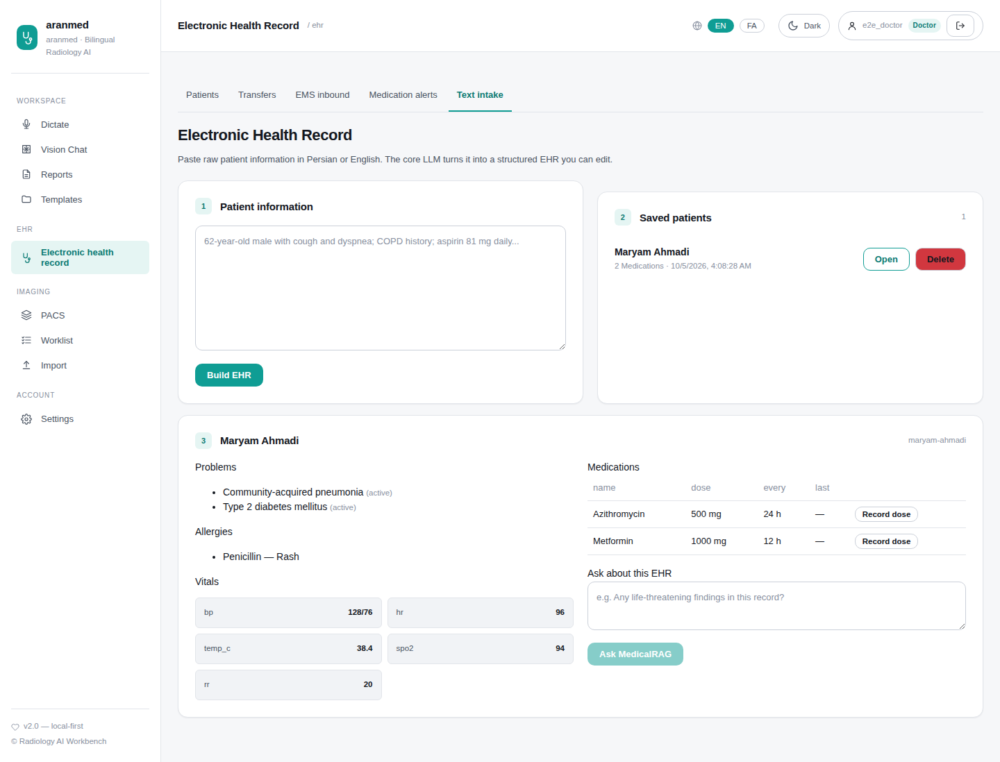 aranmed
aranmed · Bilingual
Radiology AI
WORKSPACE
Dictate
Vision Chat
Reports
Templates
EHR
Electronic health
record
IMAGING
PACS
Worklist
Import
ACCOUNT
Settings
v2.0 — local-first
© Radiology AI Workbench
Electronic Health Record / ehr
EN FA Dark e2e_doctor Doctor
Patients Transfers EMS inbound Medication alerts Text intake
Electronic Health Record
Paste raw patient information in Persian or English. The core LLM turns it into a structured EHR you can edit.
1 Patient information
62-year-old male with cough and dyspnea; COPD history; aspirin 81 mg daily...
Build EHR
2 Saved patients 1
Maryam Ahmadi
2 Medications · 10/5/2026, 4:08:28 AM
Open Delete
3 Maryam Ahmadi maryam-ahmadi
Problems
• Community-acquired pneumonia (active)
• Type 2 diabetes mellitus (active)
Allergies
• Penicillin — Rash
Vitals
bp 128/76 hr 96
temp_c 38.4 spo2 94
rr 20
Medications
name dose every last
Azithromycin 500 mg 24 h — Record dose
Metformin 1000 mg 12 h — Record dose
Ask about this EHR
e.g. Any life-threatening findings in this record?
Ask MedicalRAG